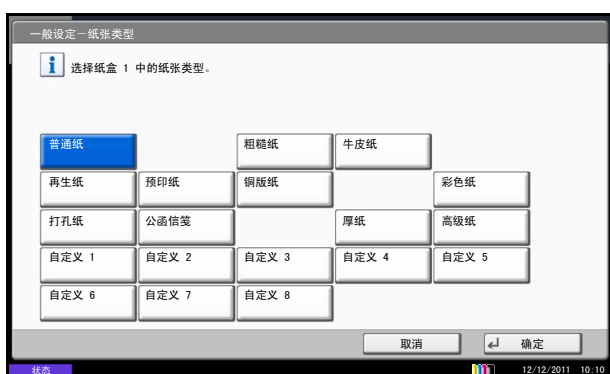 一般设定－纸张类型
选择纸盒 1 中的纸张类型。
普通纸 粗糙纸 牛皮纸
再生纸 预印纸 铜版纸 彩色纸
打孔纸 公函信笺 厚纸 高级纸
自定义 1 自定义 2 自定义 3 自定义 4 自定义 5
自定义 6 自定义 7 自定义 8
取消 确定
状态 12/12/2011 10:10